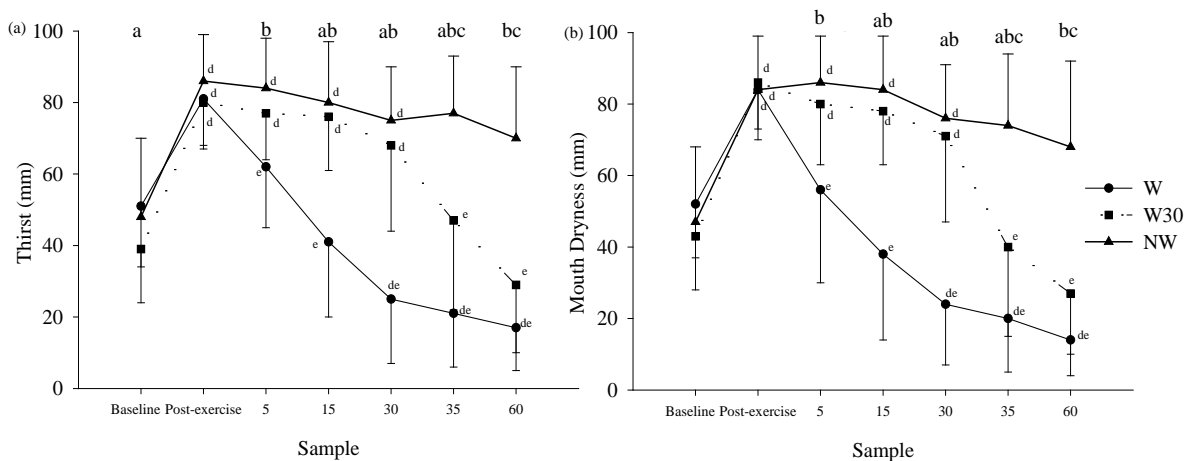 (a)
Thirst (mm)
100
80
60
40
20
0
a b ab ab abc bc
d d d d d
d d d d
e e de de de
e e
Baseline Post-exercise 5 15 30 35 60
Sample
(b)
Mouth Dryness (mm)
100
80
60
40
20
0
b ab ab abc bc
d d d d
d d d d d
e e de de de
e e
Baseline Post-exercise 5 15 30 35 60
Sample
W
W30
NW